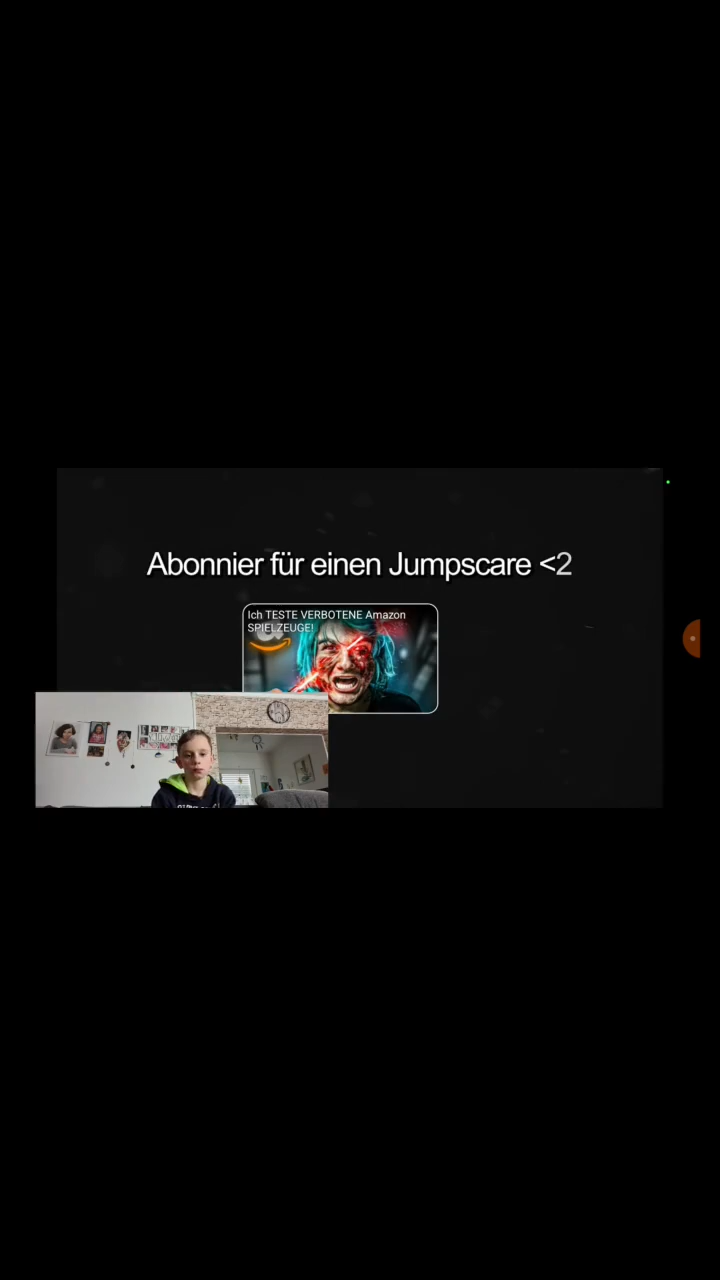 Abonnier für einen Jumpscare <2
Ich TESTE VERBOTENE Amazon
SPIELZEUGE!